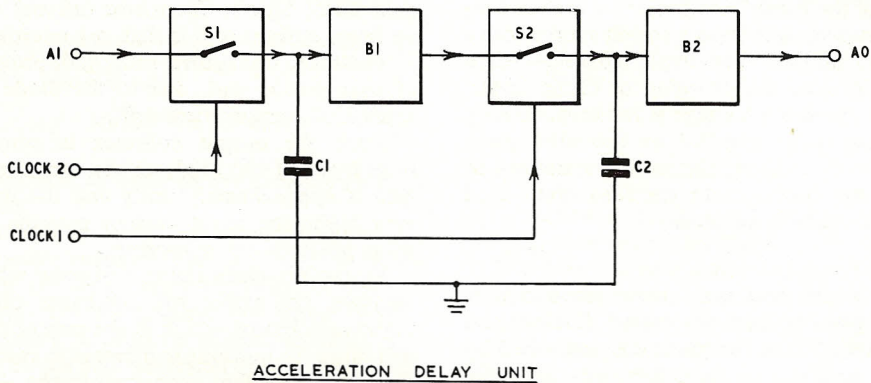 S1
S2
A1
B1
B2
AO
CLOCK 2
C1
C2
CLOCK 1
ACCELERATION DELAY UNIT